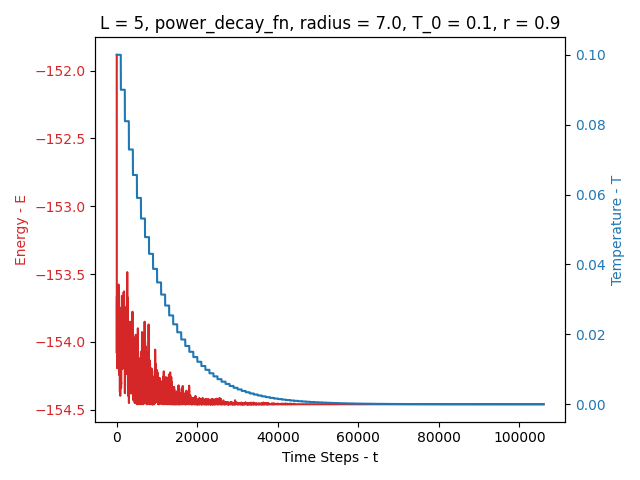 L = 5, power_decay_fn, radius = 7.0, T_0 = 0.1, r = 0.9
Energy - E
−152.0
−152.5
−153.0
−153.5
−154.0
−154.5
0.10
0.08
0.06
0.04
0.02
0.00
Temperature - T
0 20000 40000 60000 80000 100000
Time Steps - t